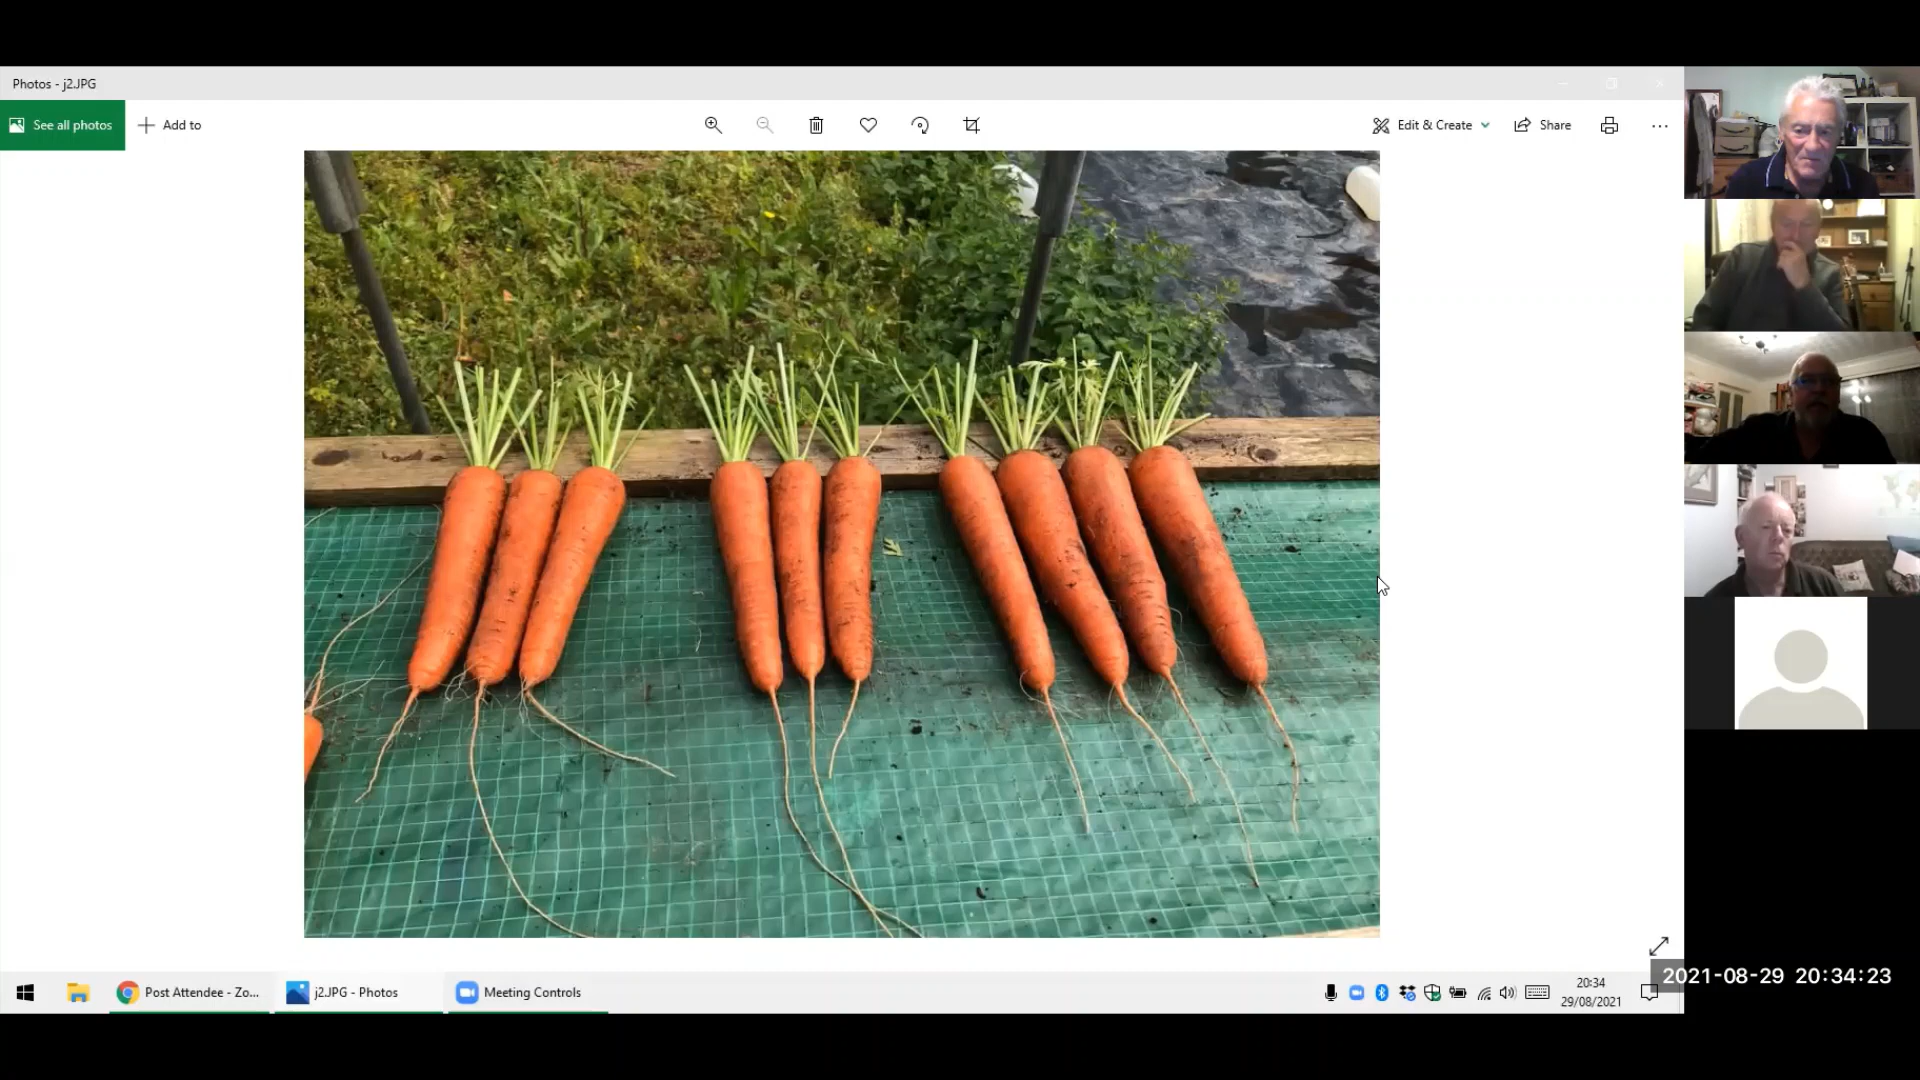 Photos - j2.JPG
See all photos
Add to
Edit & Create
Share
Post Attendee - Zo...
j2.JPG - Photos
Meeting Controls
20:34
29/08/2021
2021-08-29 20:34:23